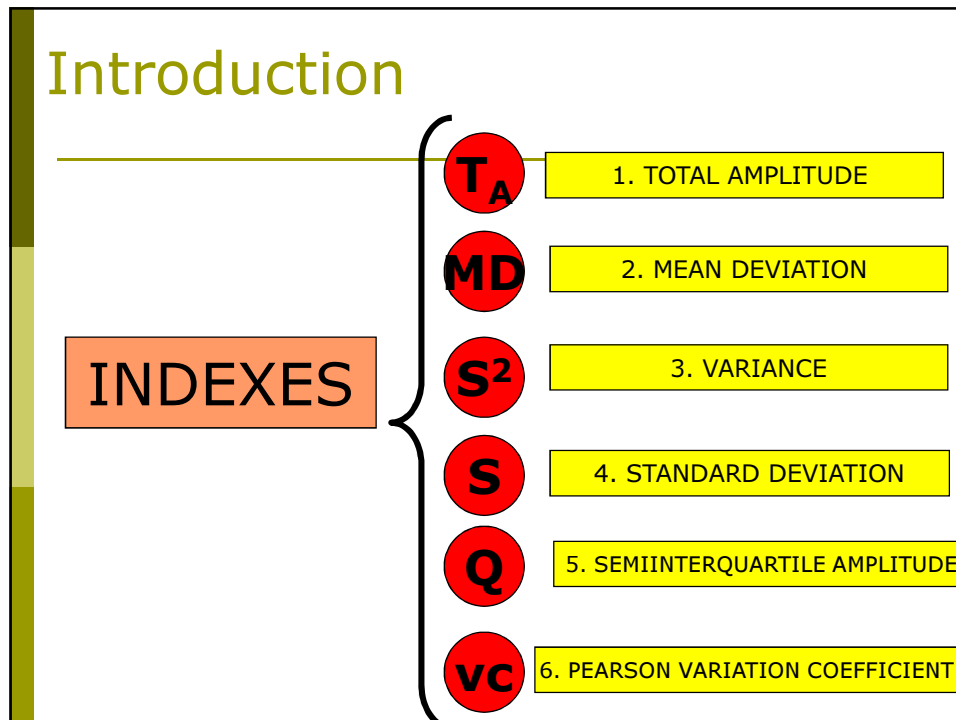 Introduction
T_A 1. TOTAL AMPLITUDE
MD 2. MEAN DEVIATION
INDEXES
S² 3. VARIANCE
S 4. STANDARD DEVIATION
Q 5. SEMIINTERQUARTILE AMPLITUDE
vc 6. PEARSON VARIATION COEFFICIENT